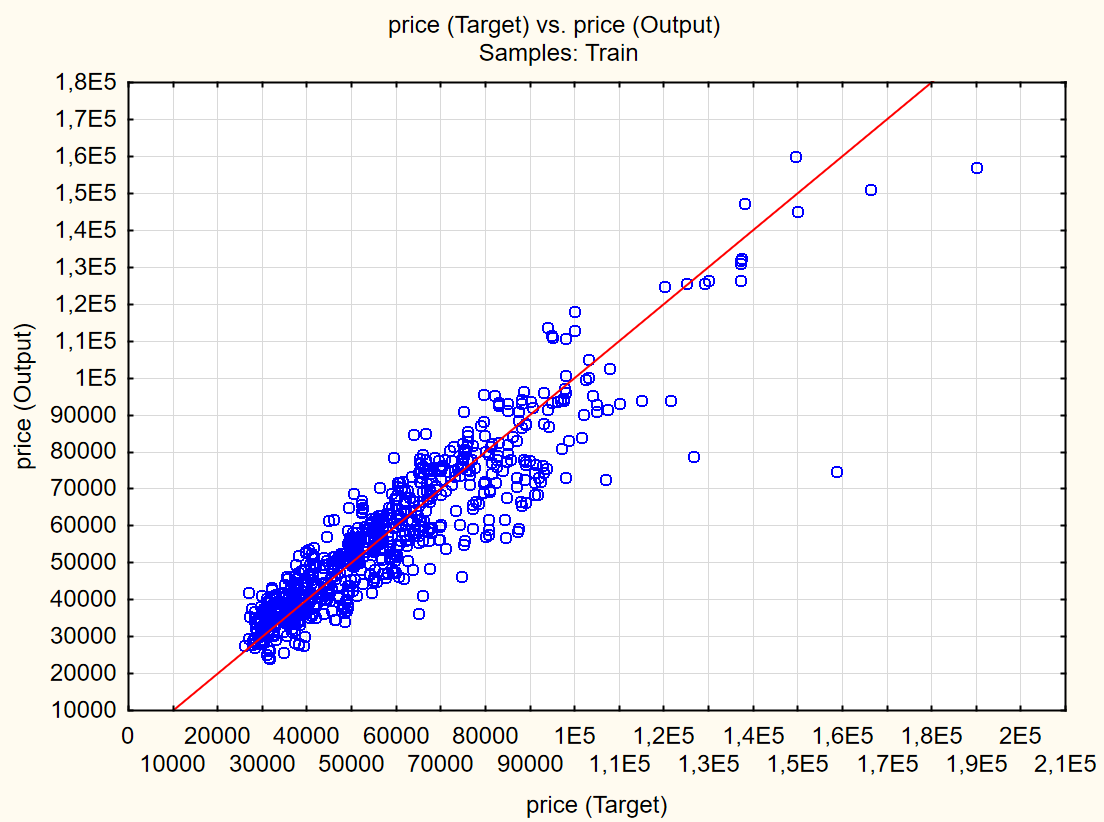 price (Target) vs. price (Output)
Samples: Train
1,8E5
1,7E5
1,6E5
1,5E5
1,4E5
1,3E5
1,2E5
1,1E5
1E5
90000
80000
70000
60000
50000
40000
30000
20000
10000
price (Output)
0 20000 40000 60000 80000 1E5 1,2E5 1,4E5 1,6E5 1,8E5 2E5
10000 30000 50000 70000 90000 1,1E5 1,3E5 1,5E5 1,7E5 1,9E5 2,1E5
price (Target)